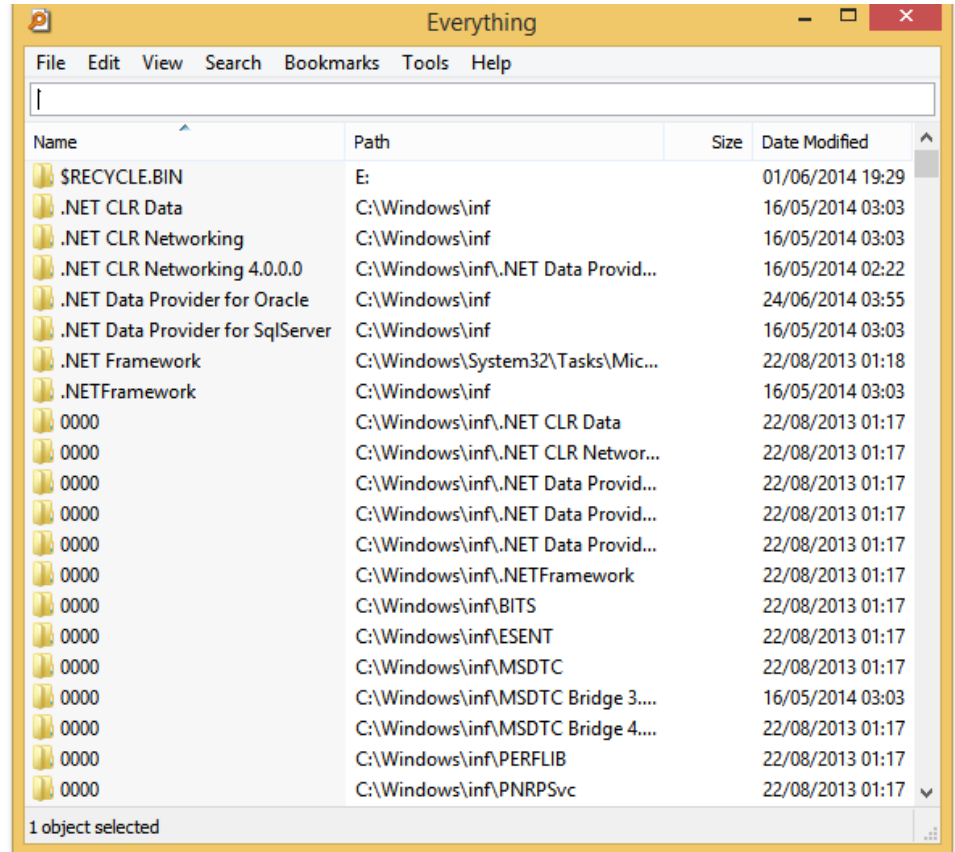 Everything
File Edit View Search Bookmarks Tools Help
Name Path Size Date Modified
$RECYCLE.BIN E: 01/06/2014 19:29
.NET CLR Data C:\Windows\inf 16/05/2014 03:03
.NET CLR Networking C:\Windows\inf 16/05/2014 03:03
.NET CLR Networking 4.0.0.0 C:\Windows\inf\.NET Data Provid... 16/05/2014 02:22
.NET Data Provider for Oracle C:\Windows\inf 24/06/2014 03:55
.NET Data Provider for SqlServer C:\Windows\inf 16/05/2014 03:03
.NET Framework C:\Windows\System32\Tasks\Mic... 22/08/2013 01:18
.NETFramework C:\Windows\inf 16/05/2014 03:03
0000 C:\Windows\inf\.NET CLR Data 22/08/2013 01:17
0000 C:\Windows\inf\.NET CLR Networ... 22/08/2013 01:17
0000 C:\Windows\inf\.NET Data Provid... 22/08/2013 01:17
0000 C:\Windows\inf\.NET Data Provid... 22/08/2013 01:17
0000 C:\Windows\inf\.NET Data Provid... 22/08/2013 01:17
0000 C:\Windows\inf\.NETFramework 22/08/2013 01:17
0000 C:\Windows\inf\BITS 22/08/2013 01:17
0000 C:\Windows\inf\ESENT 22/08/2013 01:17
0000 C:\Windows\inf\MSDTC 22/08/2013 01:17
0000 C:\Windows\inf\MSDTC Bridge 3.... 16/05/2014 03:03
0000 C:\Windows\inf\MSDTC Bridge 4.... 22/08/2013 01:17
0000 C:\Windows\inf\PERFLIB 22/08/2013 01:17
0000 C:\Windows\inf\PNRPSvc 22/08/2013 01:17
1 object selected